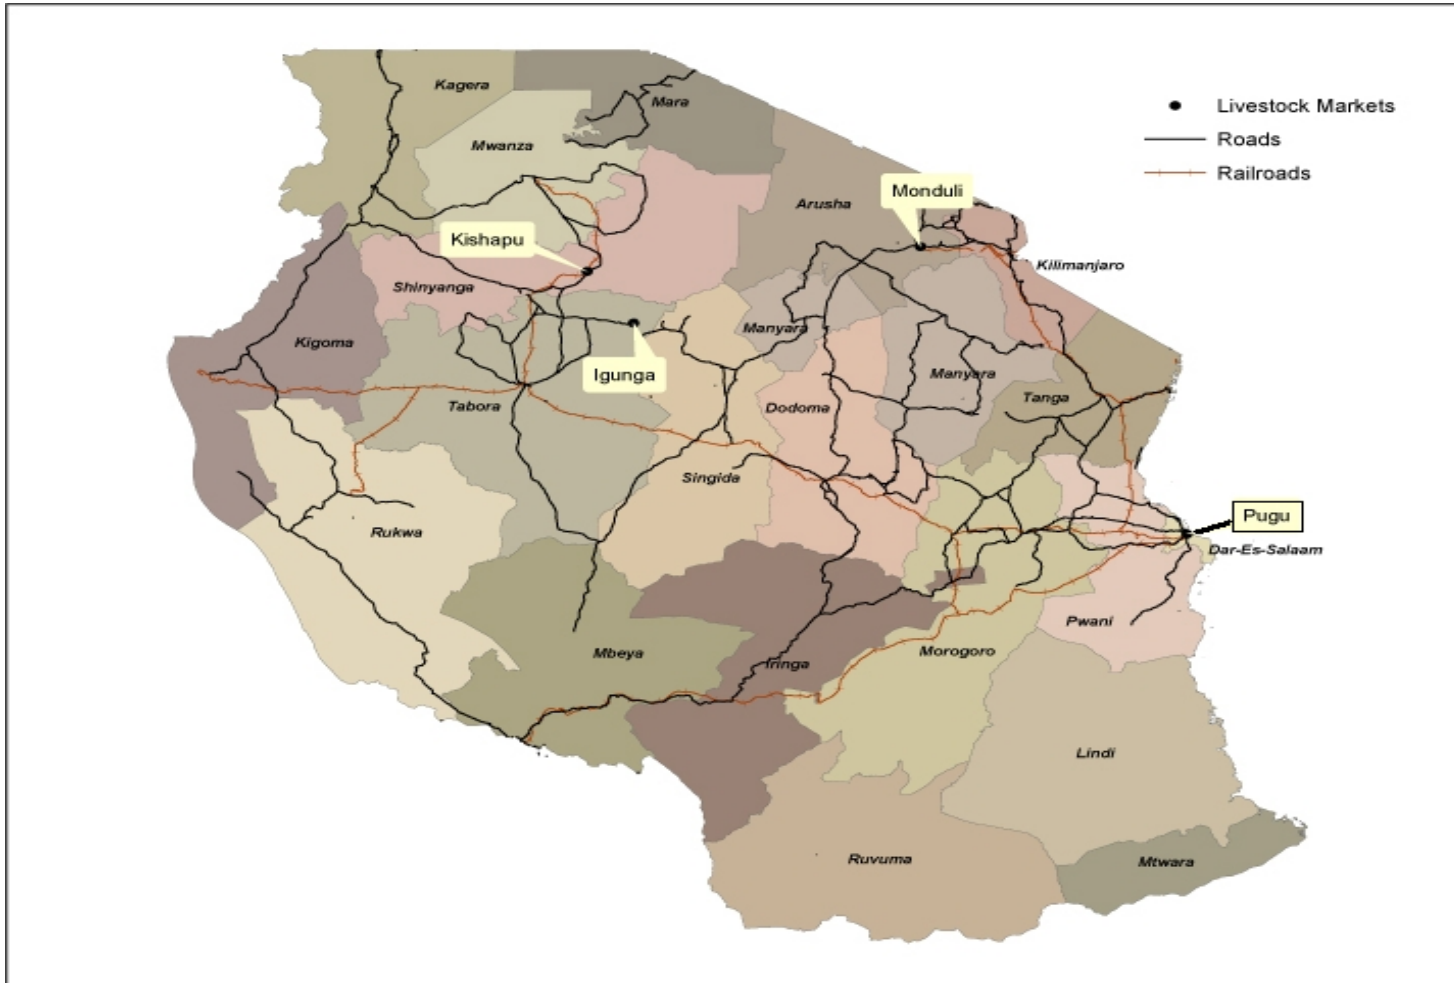 Kagera
Mara
Livestock Markets
Roads
Railroads
Mwanza
Monduli
Arusha
Kishapu
Kilimanjaro
Shinyanga
Manyara
Kigoma
Igunga
Manyara
Tabora
Dodoma
Tanga
Singida
Pugu
Rukwa
Dar-Es-Salaam
Pwani
Mbeya
Iringa
Morogoro
Lindi
Ruvuma
Mtwara